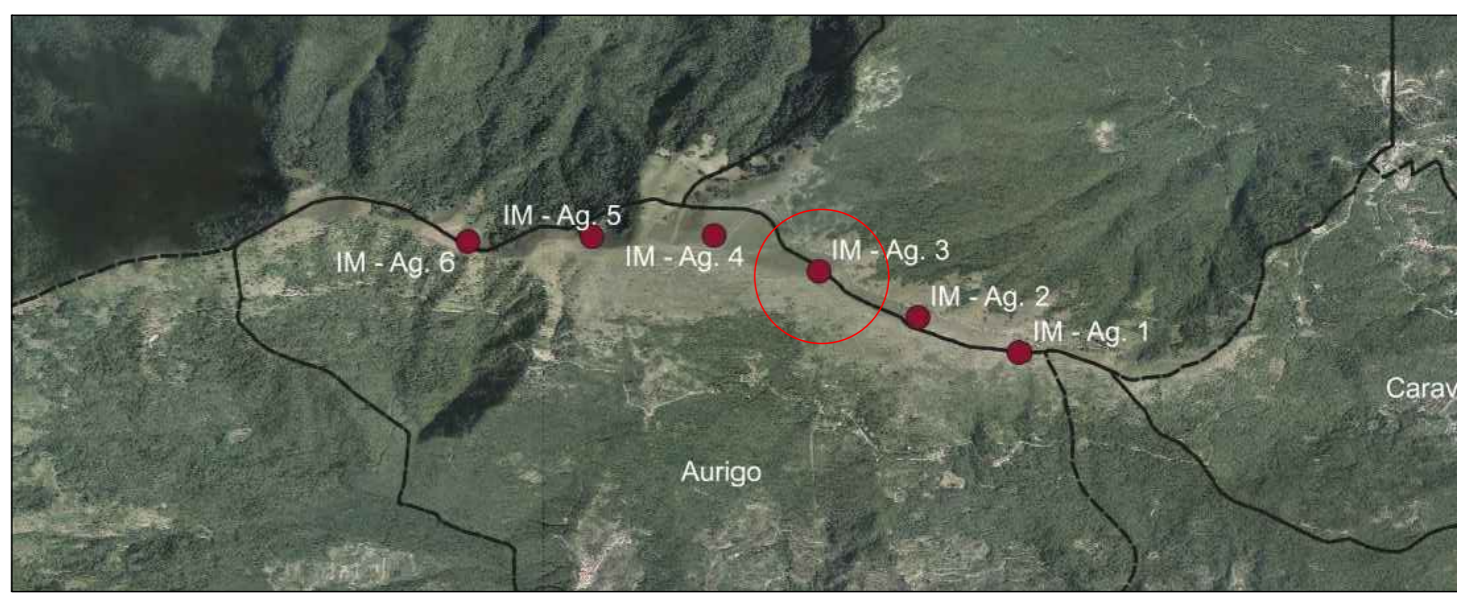 IM - Ag. 5
IM - Ag. 6
IM - Ag. 4
IM - Ag. 3
IM - Ag. 2
IM - Ag. 1
Carav
Aurigo